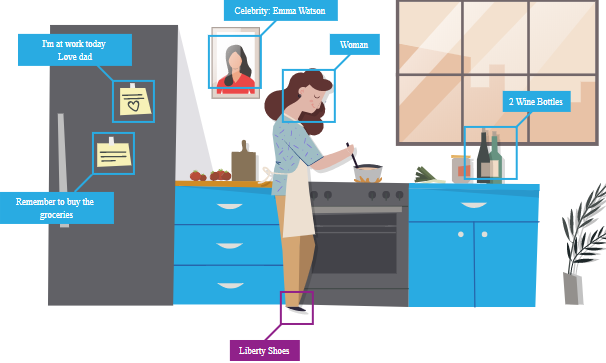 Celebrity: Emma Watson
I'm at work today
Love dad
Woman
2 Wine Bottles
Remember to buy the
groceries
Liberty Shoes